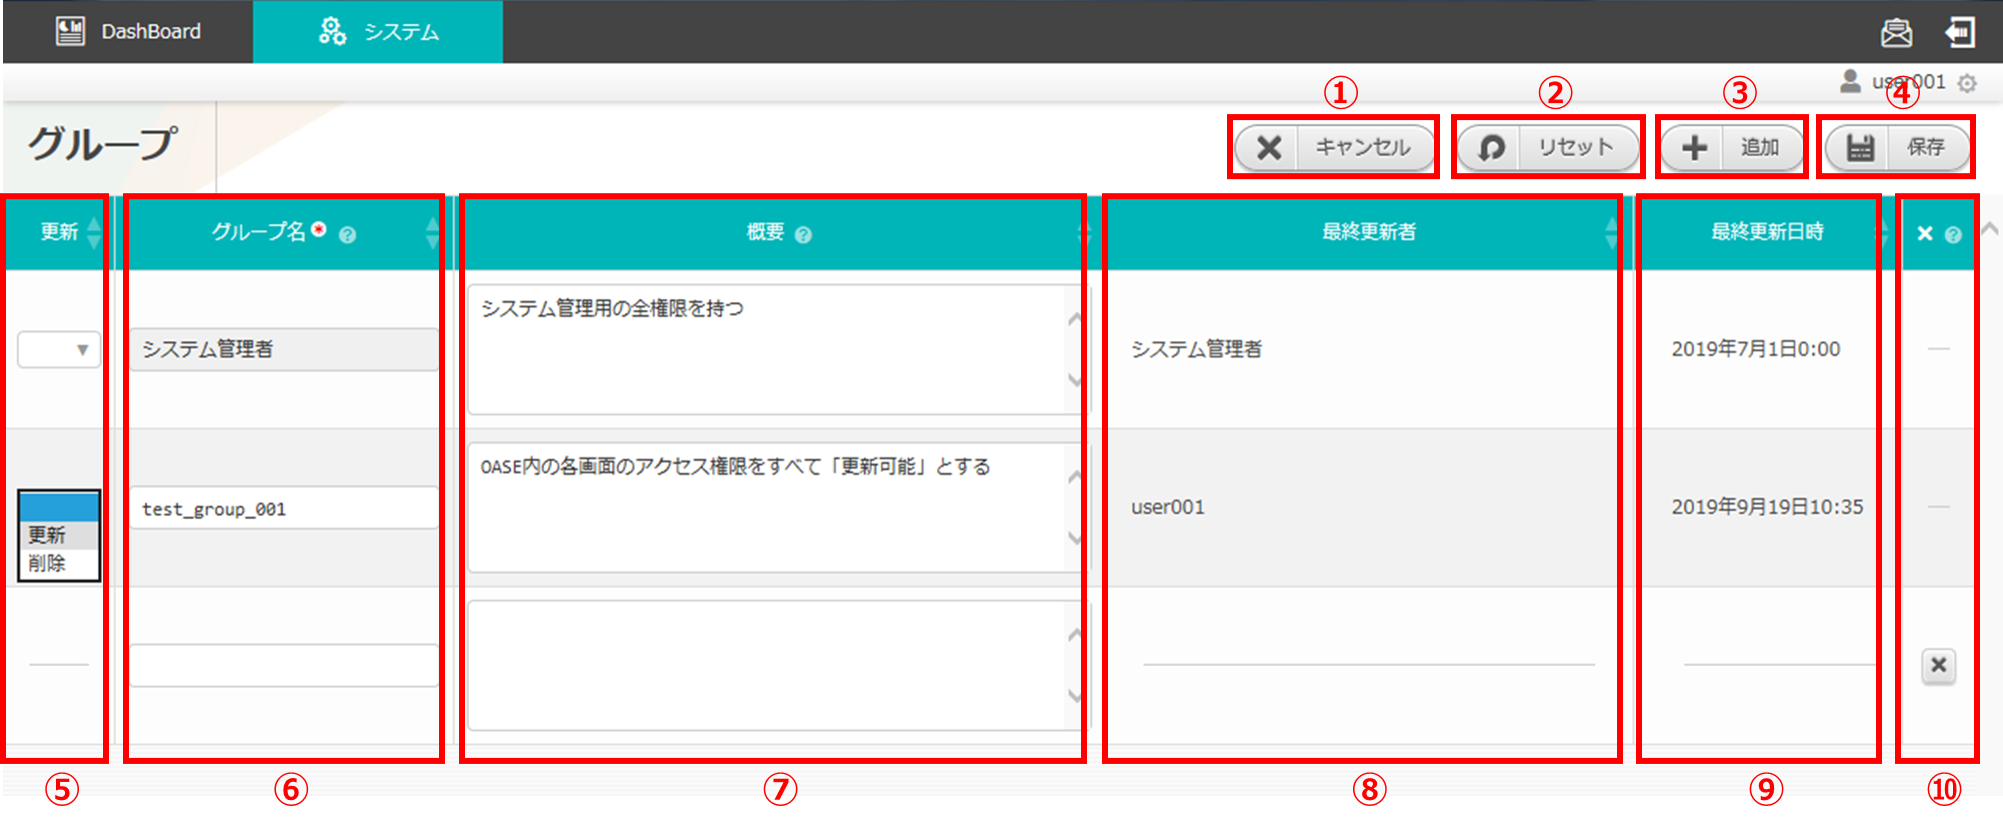 DashBoard
システム
user001
① ② ③ ④
グループ
キャンセル
リセット
追加
保存
更新 グループ名* 概要 最終更新者 最終更新日時
システム管理者
システム管理用の全権限を持つ
システム管理者
2019年7月1日0:00
更新
削除
test_group_001
OASE内の各画面のアクセス権限をすべて「更新可能」とする
user001
2019年9月19日10:35
⑤ ⑥ ⑦ ⑧ ⑨ ⑩